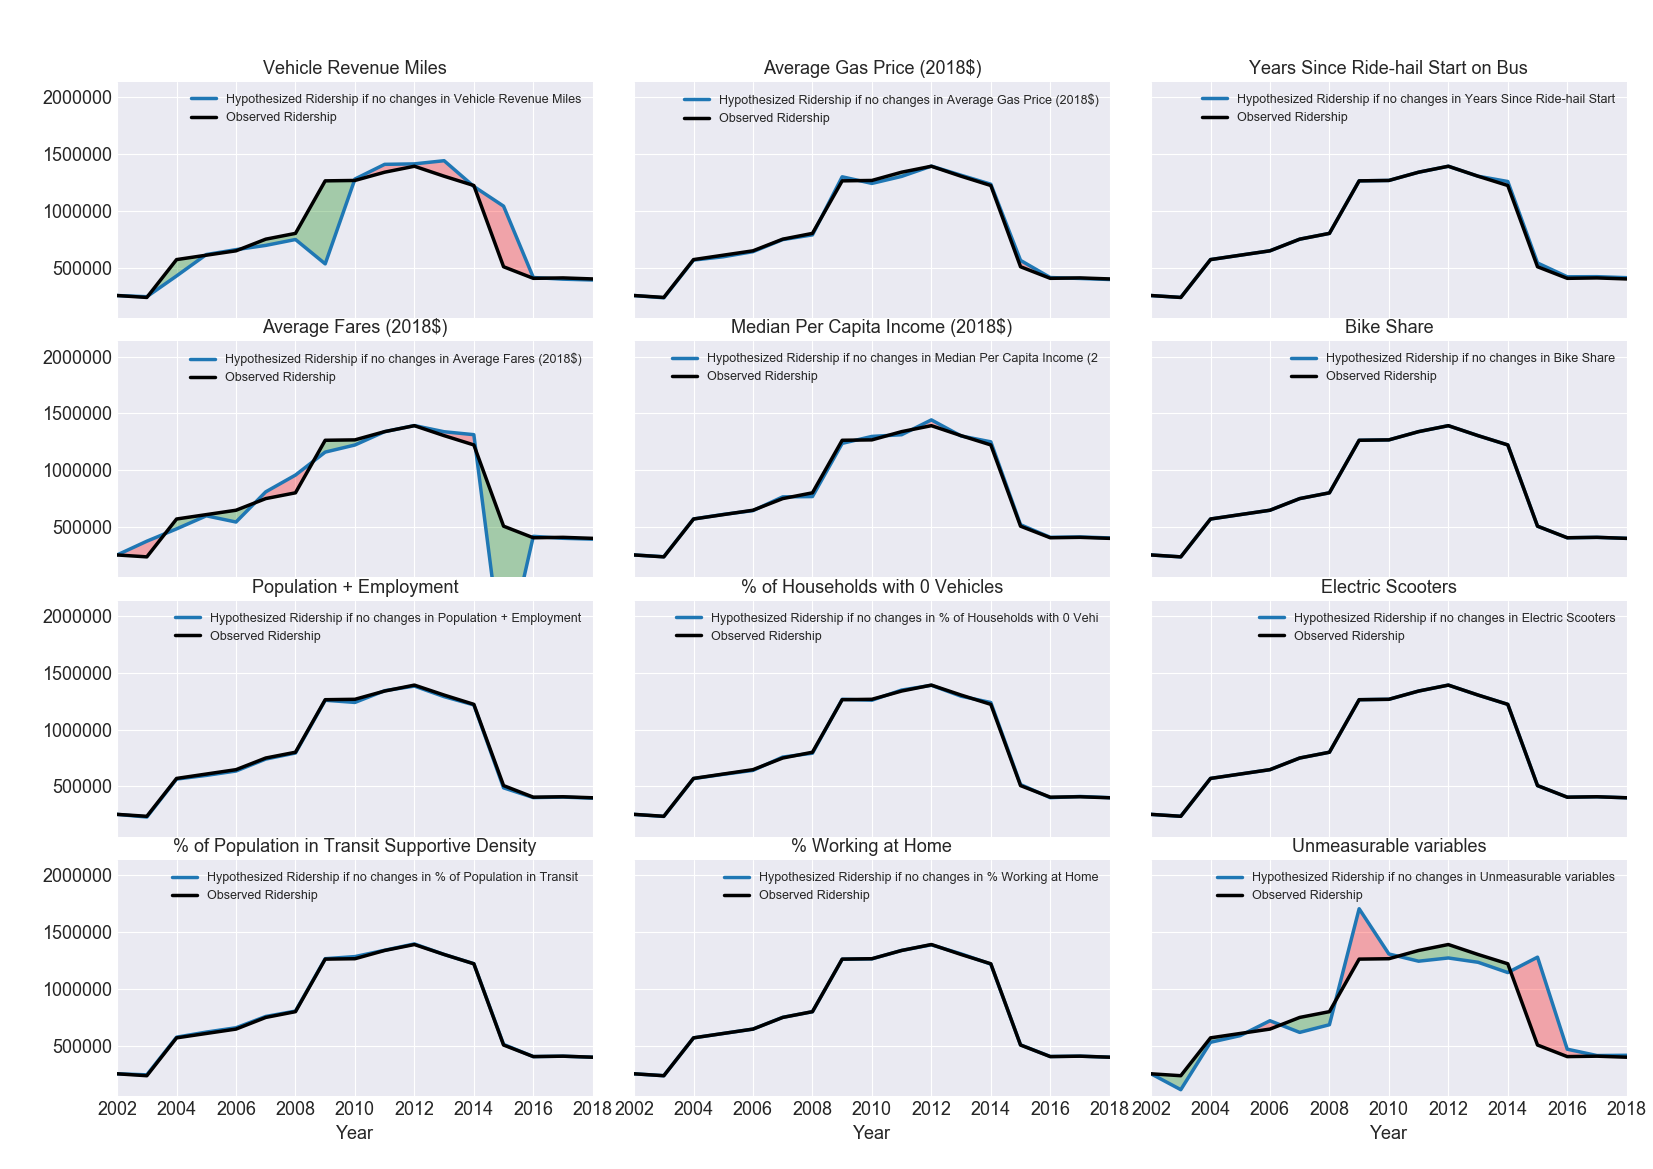 Vehicle Revenue Miles
2000000
1500000
1000000
500000
Hypothesized Ridership if no changes in Vehicle Revenue Miles
Observed Ridership
Average Gas Price (2018$)
Hypothesized Ridership if no changes in Average Gas Price (2018$)
Observed Ridership
Years Since Ride-hail Start on Bus
Hypothesized Ridership if no changes in Years Since Ride-hail Start
Observed Ridership
Average Fares (2018$)
2000000
1500000
1000000
500000
Hypothesized Ridership if no changes in Average Fares (2018$)
Observed Ridership
Median Per Capita Income (2018$)
Hypothesized Ridership if no changes in Median Per Capita Income (2
Observed Ridership
Bike Share
Hypothesized Ridership if no changes in Bike Share
Observed Ridership
Population + Employment
2000000
1500000
1000000
500000
Hypothesized Ridership if no changes in Population + Employment
Observed Ridership
% of Households with 0 Vehicles
Hypothesized Ridership if no changes in % of Households with 0 Vehi
Observed Ridership
Electric Scooters
Hypothesized Ridership if no changes in Electric Scooters
Observed Ridership
% of Population in Transit Supportive Density
2000000
1500000
1000000
500000
Hypothesized Ridership if no changes in % of Population in Transit
Observed Ridership
2002 2004 2006 2008 2010 2012 2014 2016 2018
Year
% Working at Home
Hypothesized Ridership if no changes in % Working at Home
Observed Ridership
2002 2004 2006 2008 2010 2012 2014 2016 2018
Year
Unmeasurable variables
Hypothesized Ridership if no changes in Unmeasurable variables
Observed Ridership
2002 2004 2006 2008 2010 2012 2014 2016 2018
Year